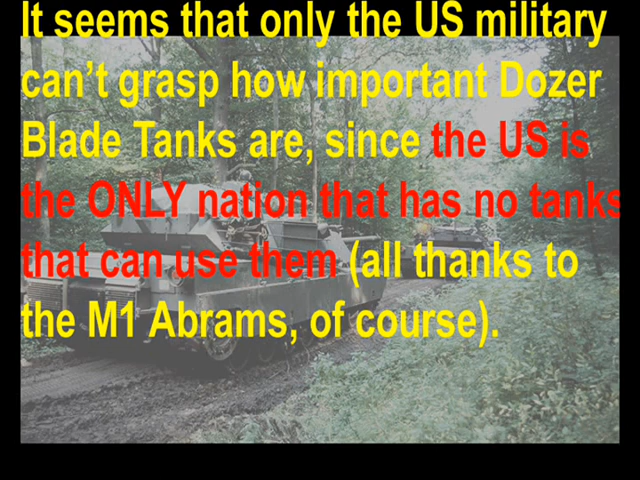 It seems that only the US military
can't grasp how important Dozer
Blade Tanks are, since the US is
the ONLY nation that has no tanks
that can use them (all thanks to
the M1 Abrams, of course).